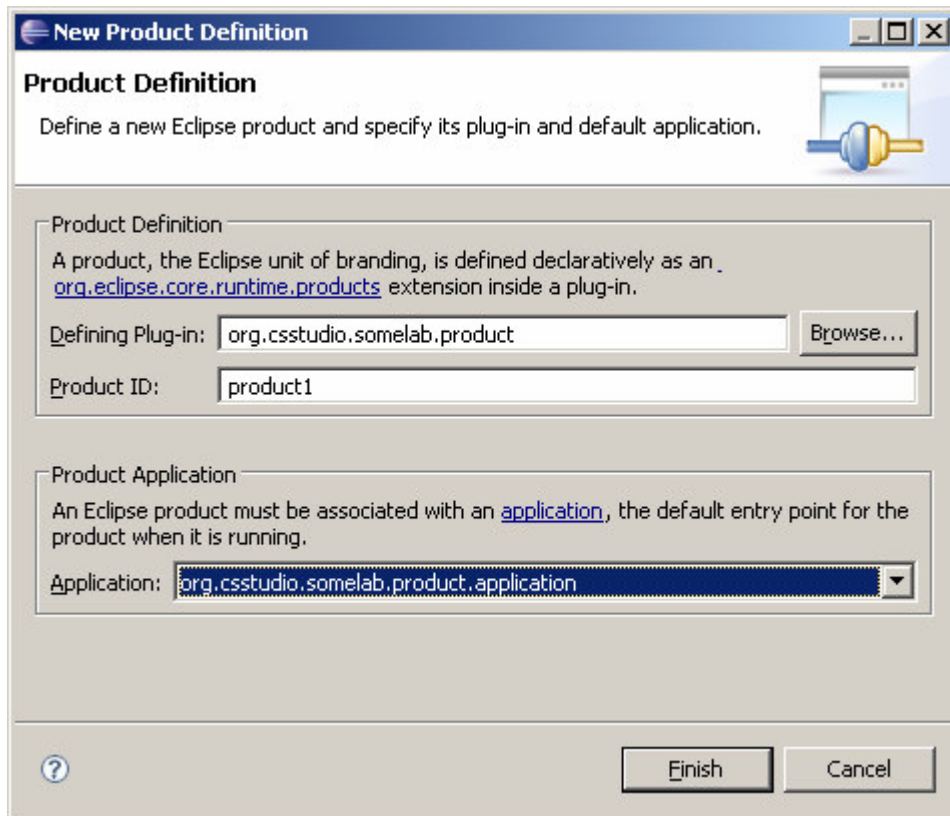 New Product Definition
Product Definition
Define a new Eclipse product and specify its plug-in and default application.
Product Definition
A product, the Eclipse unit of branding, is defined declaratively as an
org.eclipse.core.runtime.products extension inside a plug-in.
Defining Plug-in: org.csstudio.somelab.product Browse...
Product ID: product1
Product Application
An Eclipse product must be associated with an application, the default entry point for the
product when it is running.
Application: org.csstudio.somelab.product.application
? Finish Cancel